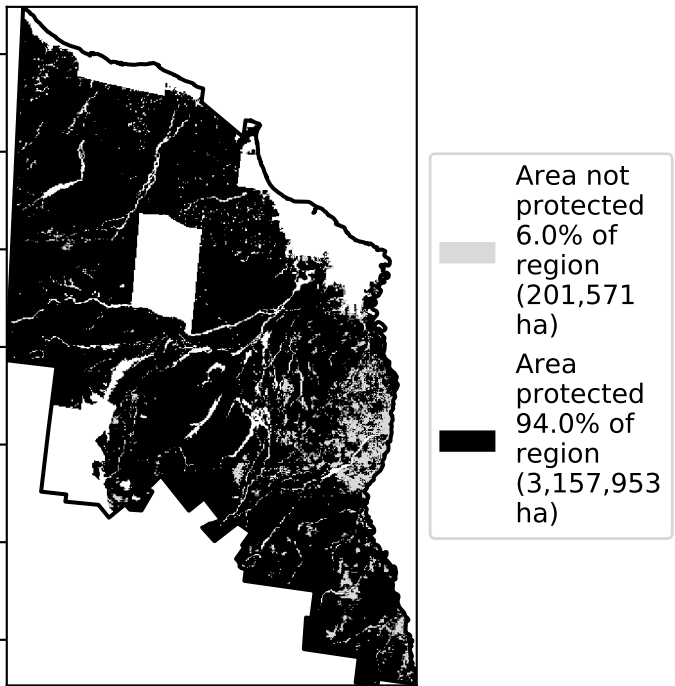 Area not
protected
6.0% of
region
(201,571
ha)
Area
protected
94.0% of
region
(3,157,953
ha)